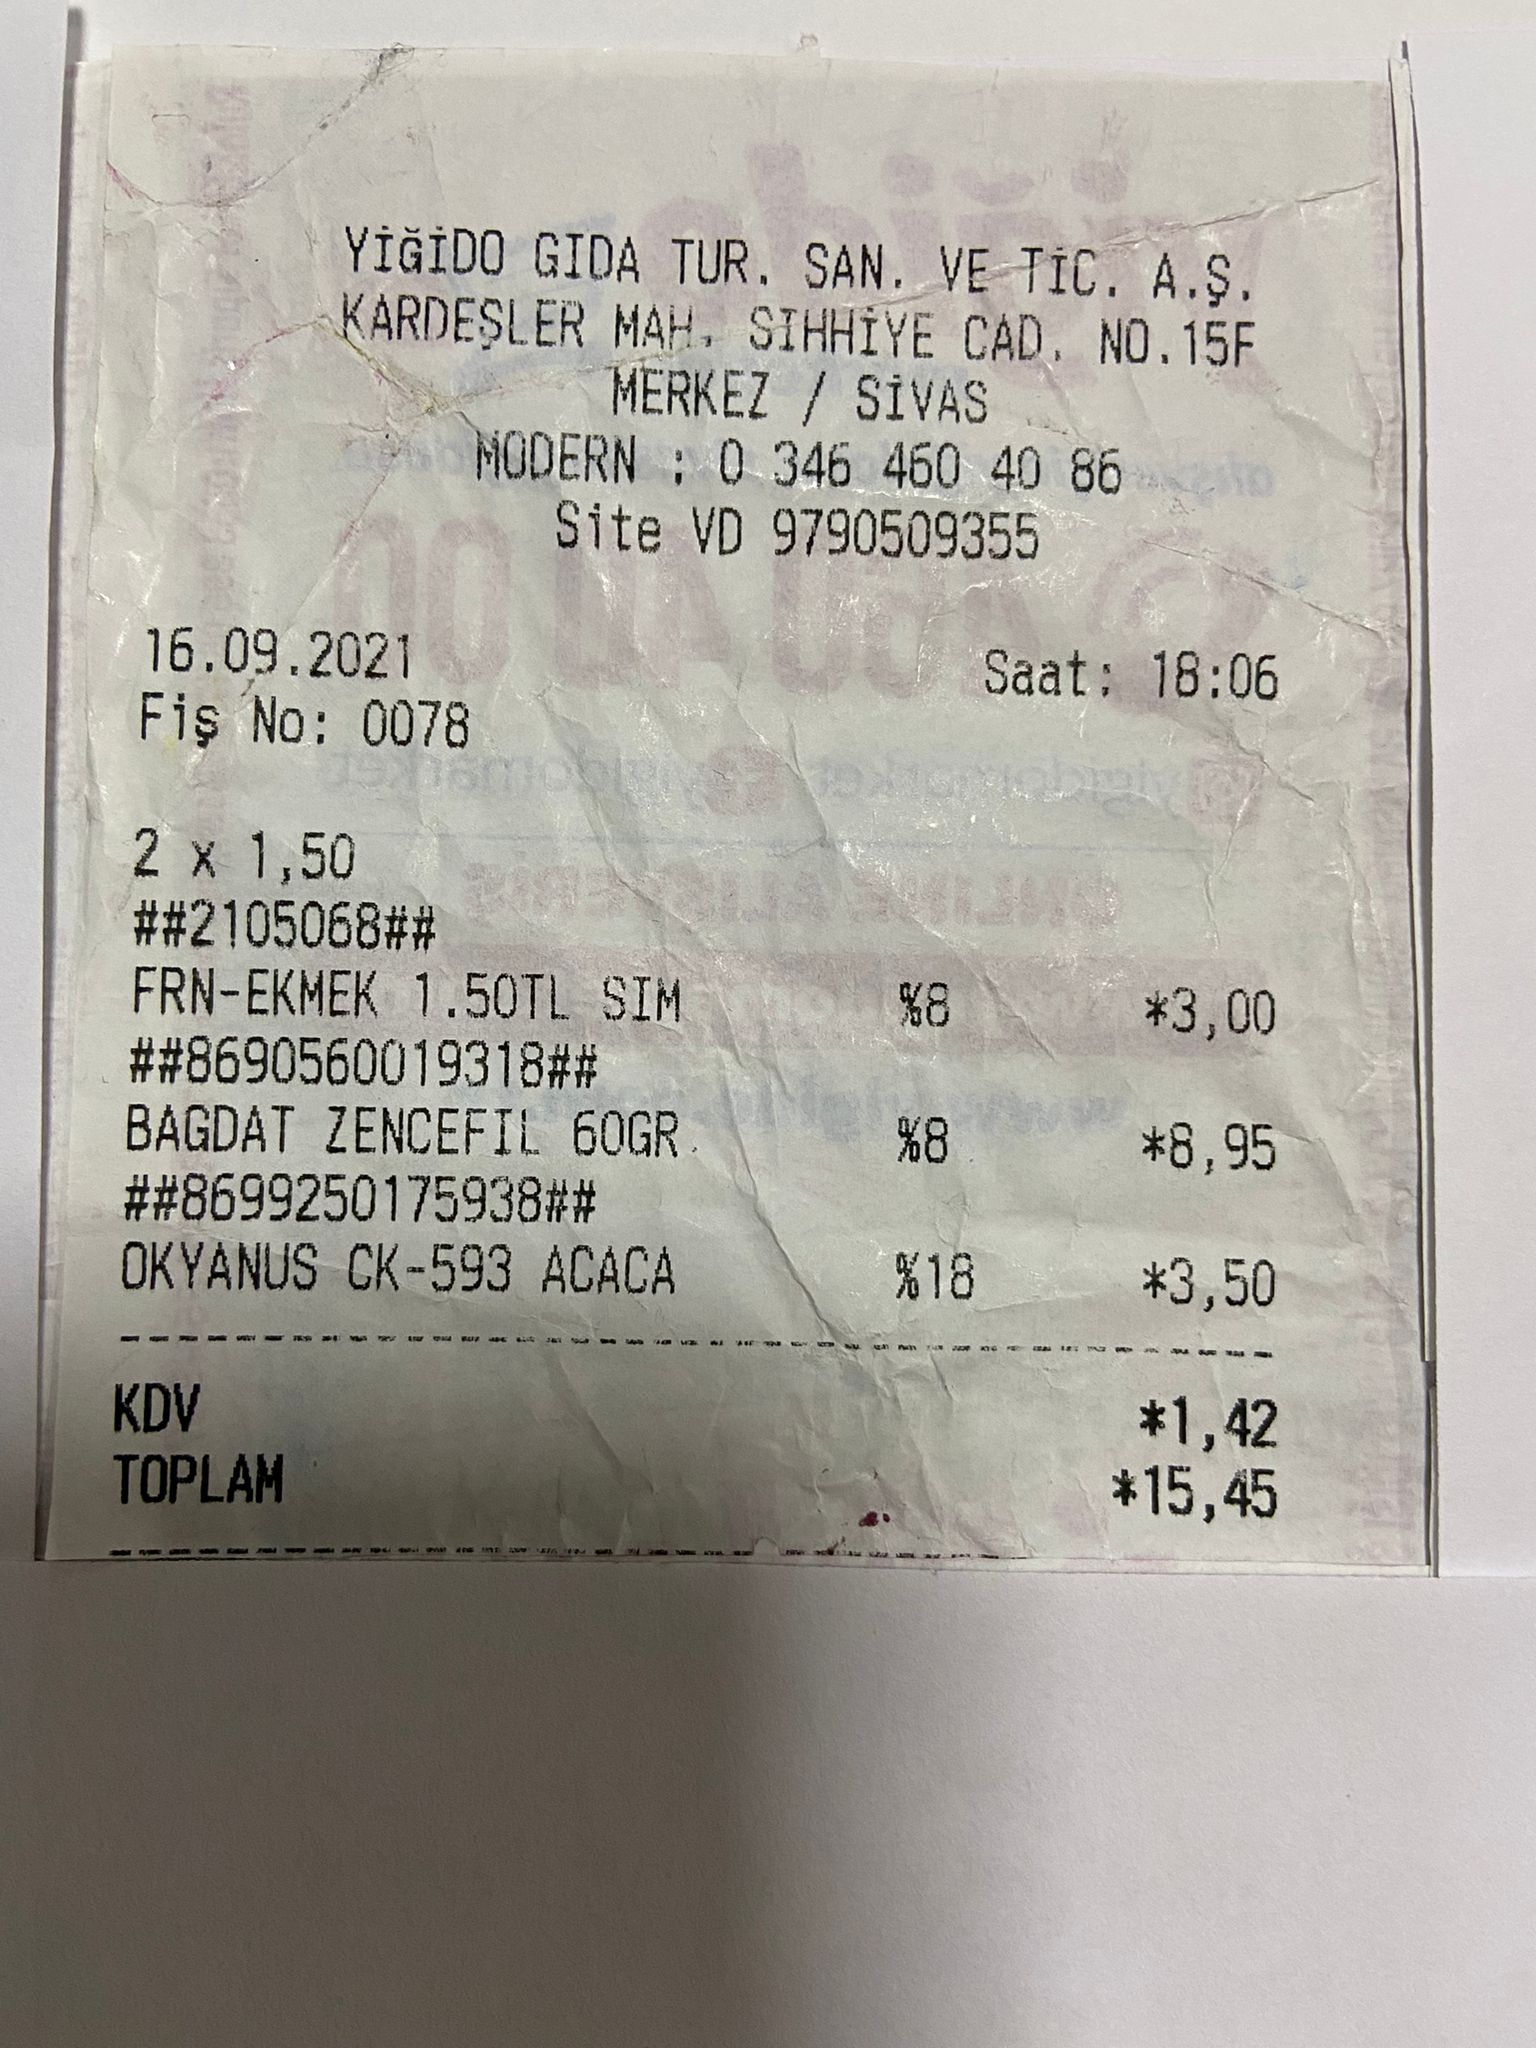 YİĞİDO GIDA TUR. SAN. VE TİC. A.Ş.
KARDEŞLER MAH. SIHHİYE CAD. NO.15F
MERKEZ / SİVAS
MODERN : 0 346 460 40 86
Site VD 9790509355
16.09.2021 Saat: 18:06
Fiş No: 0078
2 x 1,50
##2105068##
FRN-EKMEK 1.50TL SIM %8 *3,00
##8690560019318##
BAGDAT ZENCEFIL 60GR %8 *8,95
##8699250175938##
OKYANUS CK-593 ACACA %18 *3,50
KDV *1,42
TOPLAM *15,45